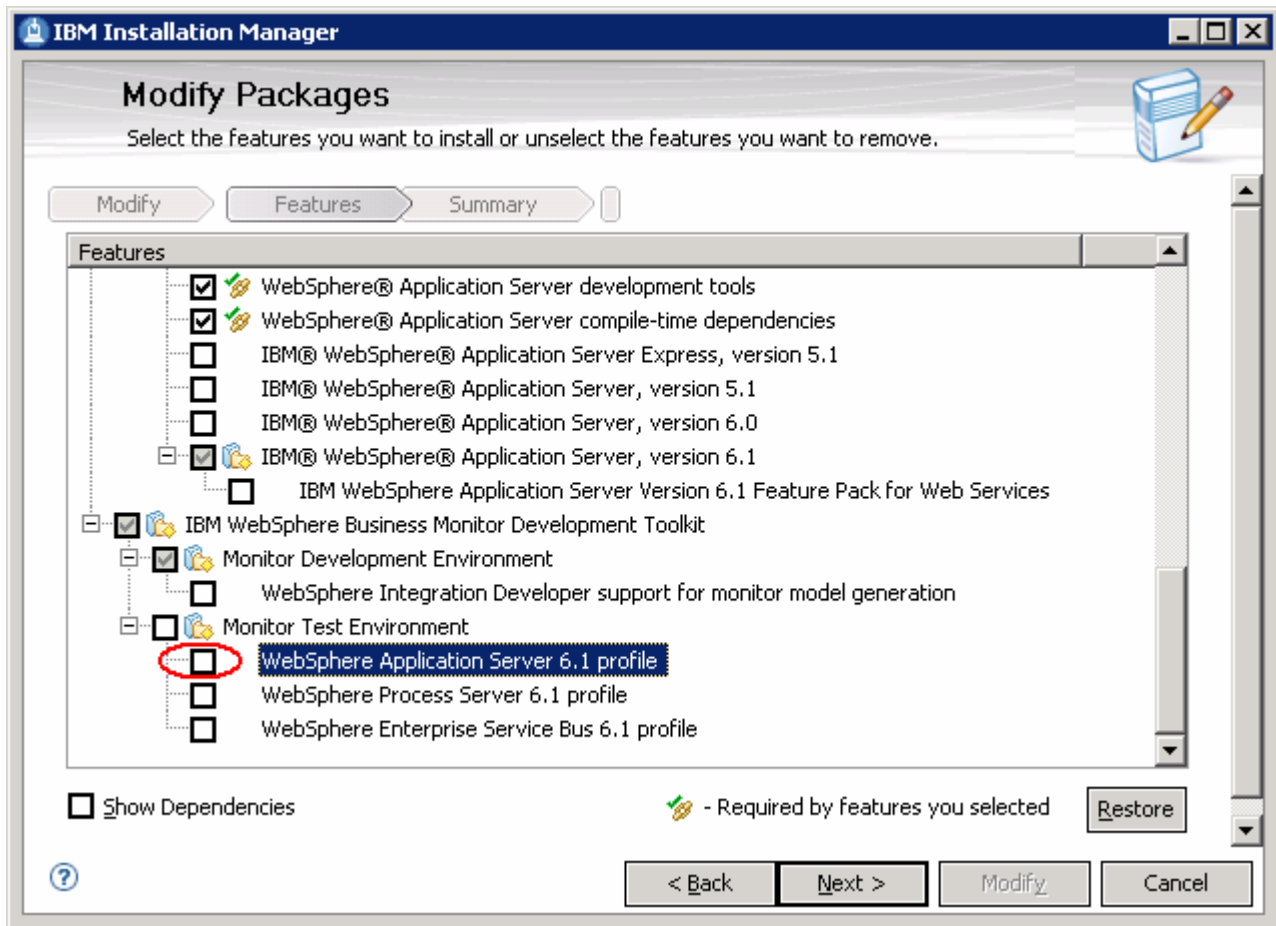 IBM Installation Manager
Modify Packages
Select the features you want to install or unselect the features you want to remove.
Modify Features Summary
Features
WebSphere® Application Server development tools
WebSphere® Application Server compile-time dependencies
IBM® WebSphere® Application Server Express, version 5.1
IBM® WebSphere® Application Server, version 5.1
IBM® WebSphere® Application Server, version 6.0
IBM® WebSphere® Application Server, version 6.1
IBM WebSphere Application Server Version 6.1 Feature Pack for Web Services
IBM WebSphere Business Monitor Development Toolkit
Monitor Development Environment
WebSphere Integration Developer support for monitor model generation
Monitor Test Environment
WebSphere Application Server 6.1 profile
WebSphere Process Server 6.1 profile
WebSphere Enterprise Service Bus 6.1 profile
Show Dependencies - Required by features you selected Restore
? < Back Next > Modify Cancel